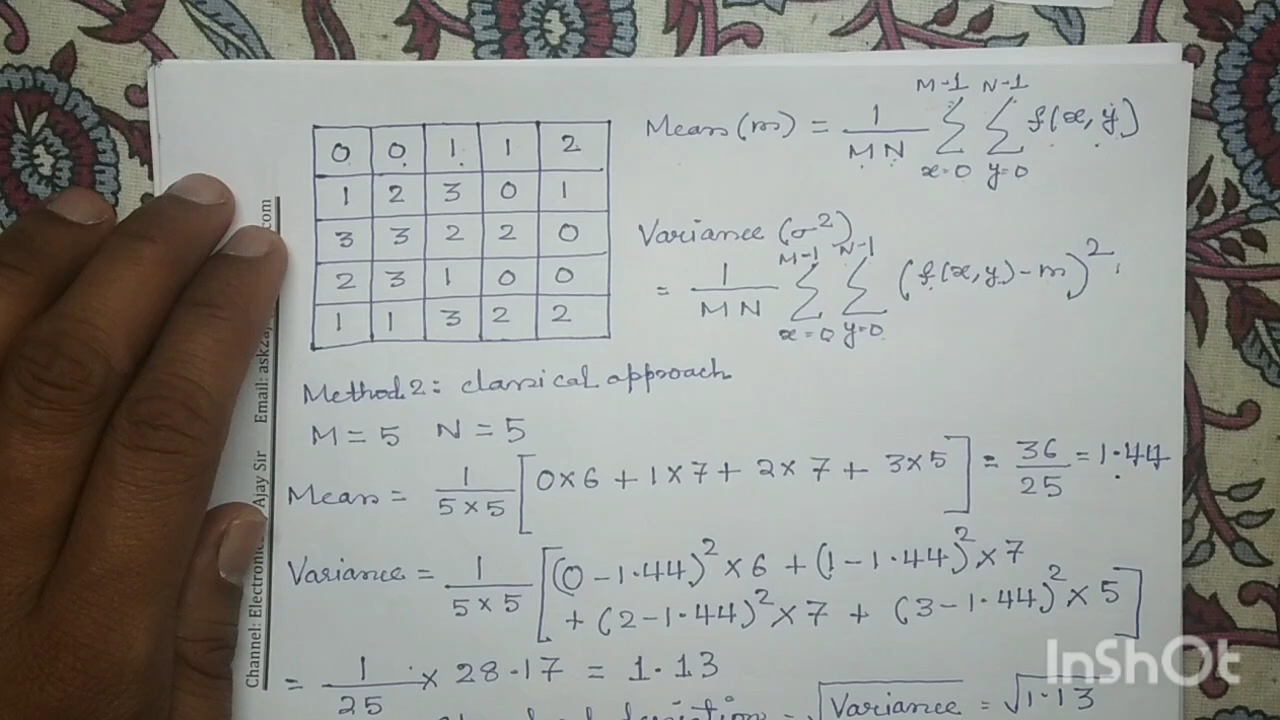 0 0 1 1 2
1 2 3 0 1
3 3 2 2 0
2 3 1 0 0
1 1 3 2 2
Mean (m) = 1/MN M-1 Σ x=0 N-1 Σ y=0 f(x,y)
Variance (σ²)
= 1/MN M-1 Σ x=0 N-1 Σ y=0 (f(x,y) - m)²
Method 2: classical approach
M = 5 N = 5
Mean = 1/5×5 [0×6 + 1×7 + 2×7 + 3×5] = 36/25 = 1.44
Variance = 1/5×5 [(0 - 1.44)² × 6 + (1 - 1.44)² × 7
+ (2 - 1.44)² × 7 + (3 - 1.44)² × 5]
= 1/25 × 28.17 = 1.13
= √Variance = √1.13
Channel: Electronics Ajay Sir Email: ask2a .com
InShOt